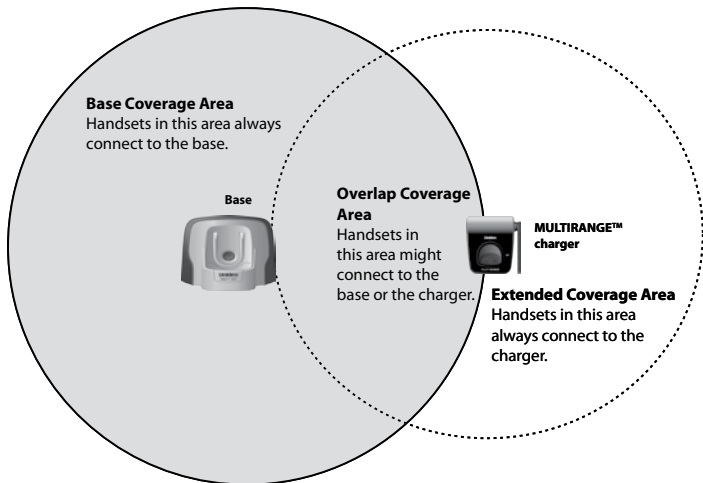 Base Coverage Area
Handsets in this area always
connect to the base.
Base
Overlap Coverage
Area
Handsets in
this area might
connect to the
base or the charger.
MULTIRANGE™
charger
Extended Coverage Area
Handsets in this area
always connect to the
charger.